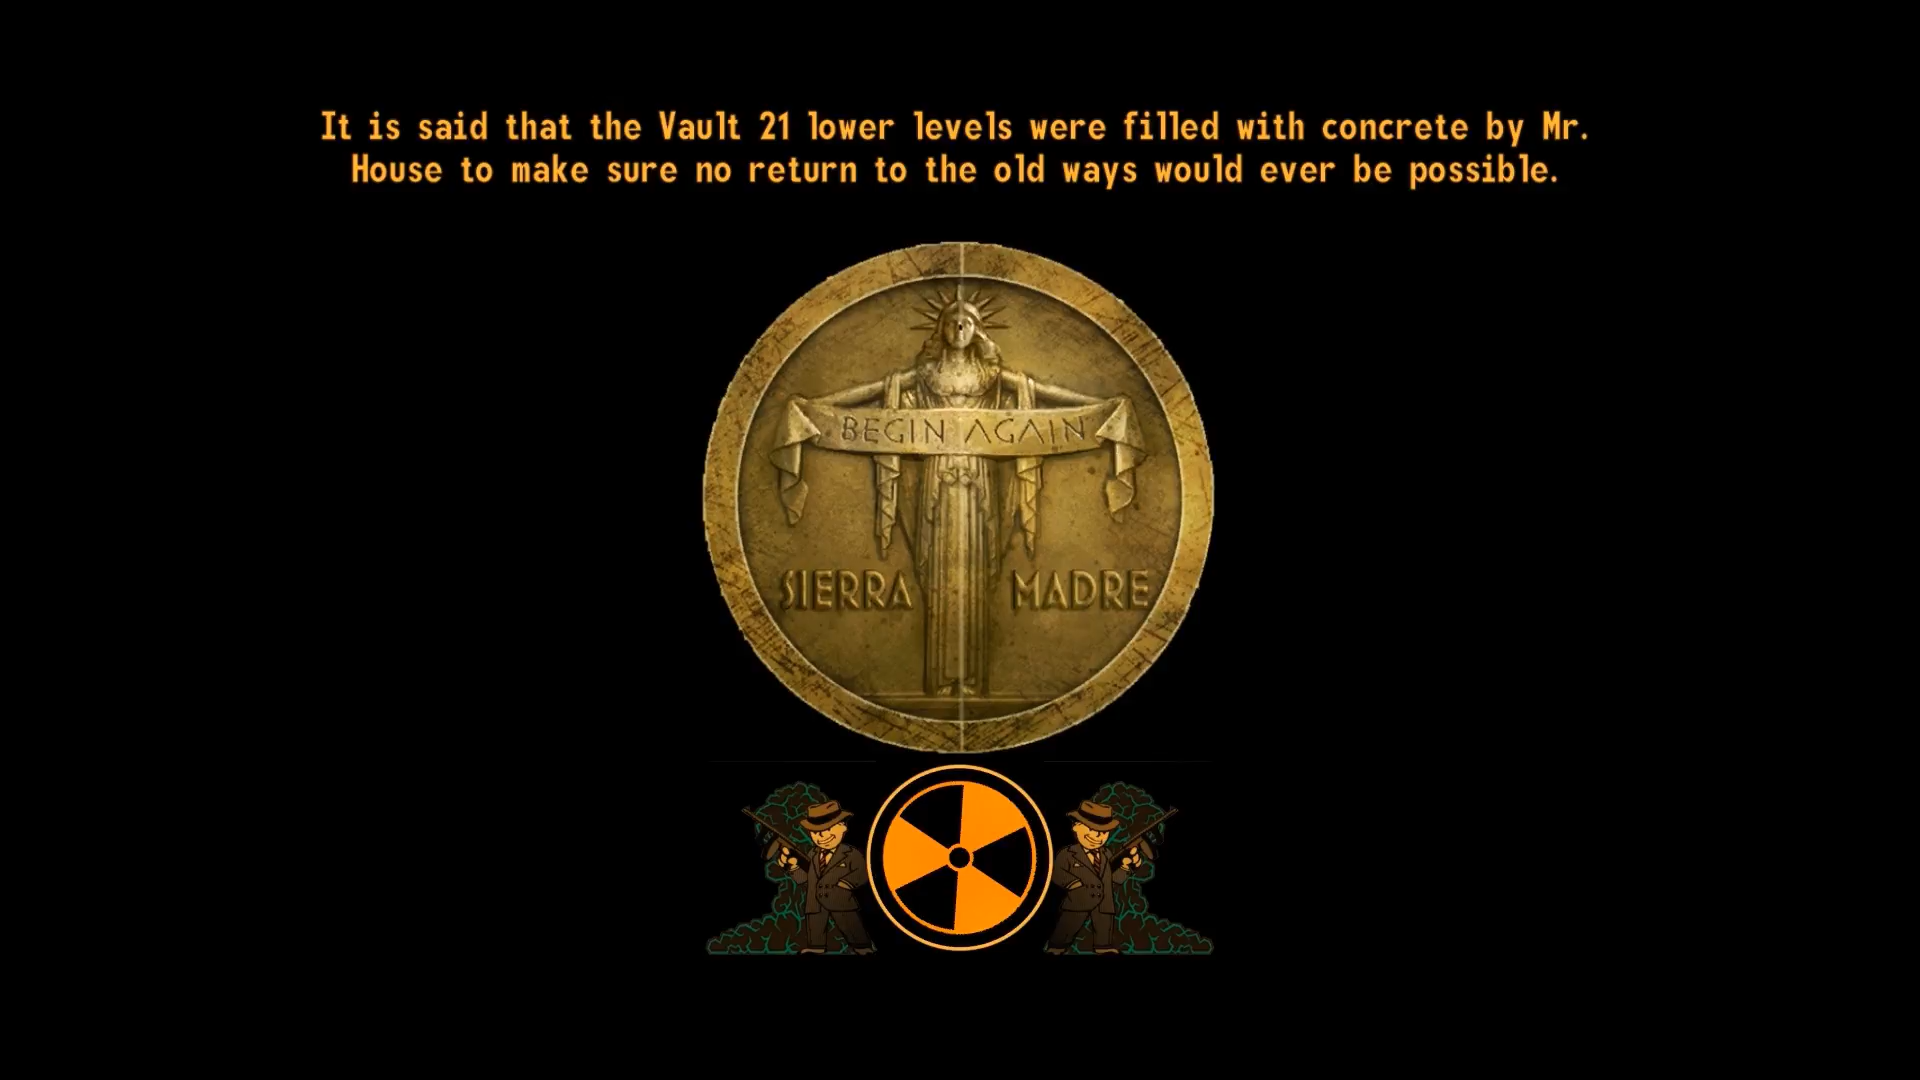 It is said that the Vault 21 lower levels were filled with concrete by Mr.
House to make sure no return to the old ways would ever be possible.
BEGIN AGAIN
SIERRA MADRE